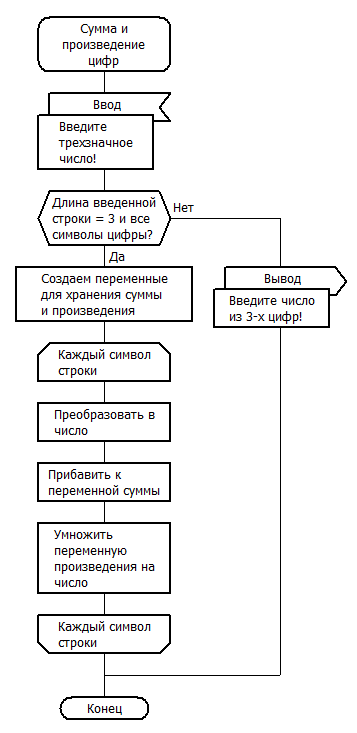 Сумма и
произведение
цифр
Ввод
Введите
трехзначное
число!
Длина введенной
строки = 3 и все
символы цифры?
Нет
Да
Создаем переменные
для хранения суммы
и произведения
Вывод
Введите число
из 3-х цифр!
Каждый символ
строки
Преобразовать в
число
Прибавить к
переменной суммы
Умножить
переменную
произведения на
число
Каждый символ
строки
Конец